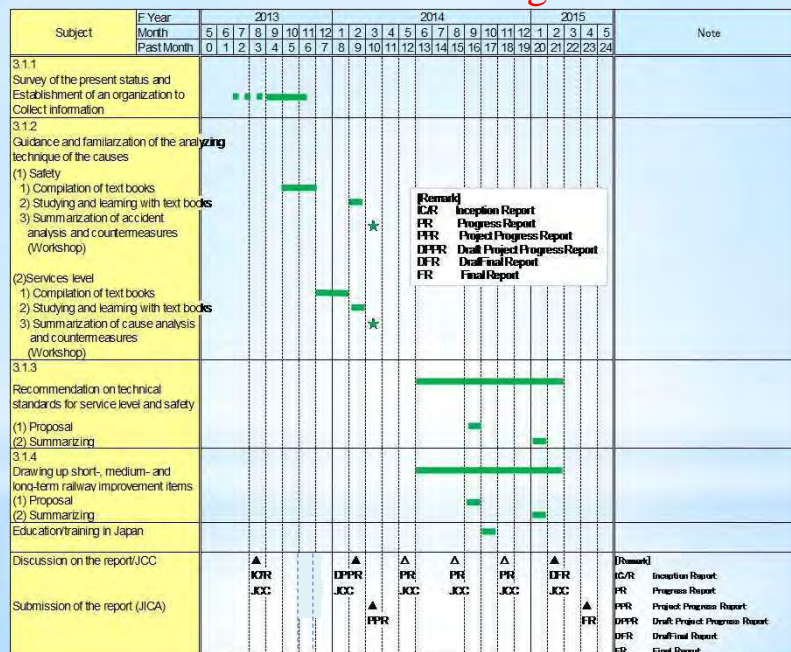 Subject
F Year 2013 2014 2015
Month 5 6 7 8 9 10 11 12 1 2 3 4 5 6 7 8 9 10 11 12 1 2 3 4 5
Past Month 0 1 2 3 4 5 6 7 8 9 10 11 12 13 14 15 16 17 18 19 20 21 22 23 24
Note
3.1.1
Survey of the present status and
Establishment of an organization to
Collect information
3.1.2
Guidance and familarzation of the analyzing
technique of the causes
(1) Safety
1) Compilation of text books
2) Studying and learning with text books
3) Summarization of accident
analysis and countermeasures
(Workshop)
[Remark]
IC/R Inception Report
PR Progress Report
PPR Project Progress Report
DPPR Draft Project Progress Report
DFR DrafFinal Report
FR Final Report
(2)Services level
1) Compilation of text books
2) Studying and learning with text books
3) Summarization of cause analysis
and countermeasures
(Workshop)
3.1.3
Recommendation on technical
standards for service level and safety
(1) Proposal
(2) Summarizing
3.1.4
Drawing up short-, medium- and
long-term railway improvement items
(1) Proposal
(2) Summarizing
Education/training in Japan
Discussion on the report/JCC
IC/R DPPR PR PR PR DFR
JCC JCC JCC JCC JCC JCC
Submission of the report (JICA)
PPR FR
[Remark]
IC/R Inception Report
PR Progress Report
PPR Project Progress Report
DPPR Draft Project Progress Report
DFR DrafFinal Report
FR Final Report